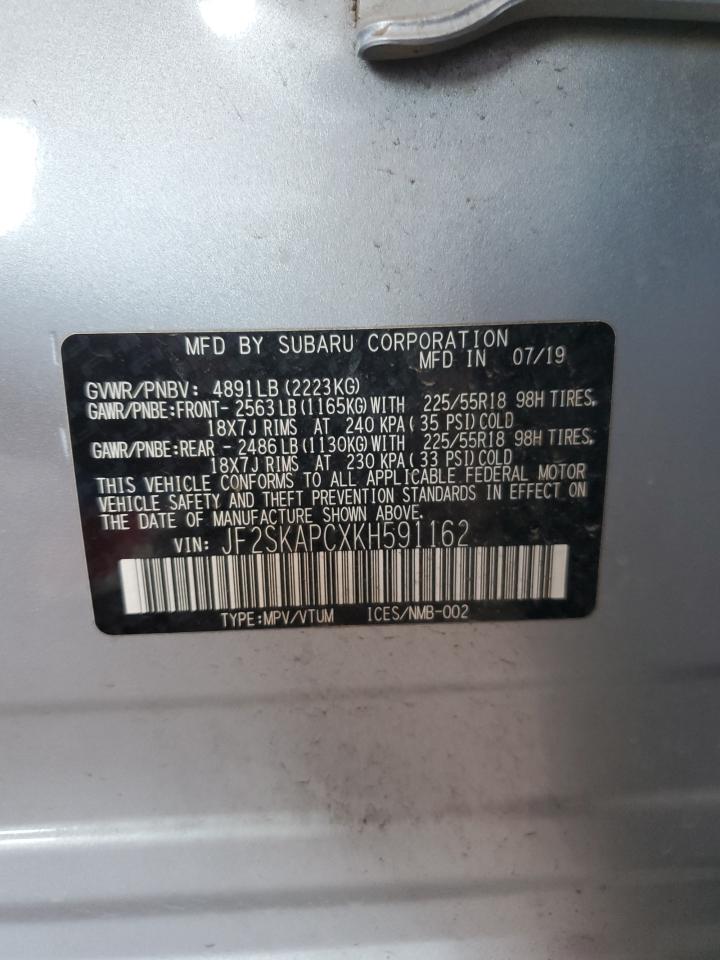 MFD BY SUBARU CORPORATION
MFD IN 07/19
GVWR/PNBV: 4891LB(2223KG)
GAWR/PNBE:FRONT- 2563LB(1165KG)WITH 225/55R18 98H TIRES,
18X7J RIMS AT 240 KPA(35 PSI)COLD
GAWR/PNBE:REAR -2486LB(1130KG)WITH 225/55R18 98H TIRES,
18X7J RIMS AT 230 KPA(33 PSI)COLD
THIS VEHICLE CONFORMS TO ALL APPLICABLE FEDERAL MOTOR
VEHICLE SAFETY AND THEFT PREVENTION STANDARDS IN EFFECT ON
THE DATE OF MANUFACTURE SHOWN ABOVE.
VIN: JF2SKAPCXKH591162
TYPE:MPV/VTUM ICES/NMB-002